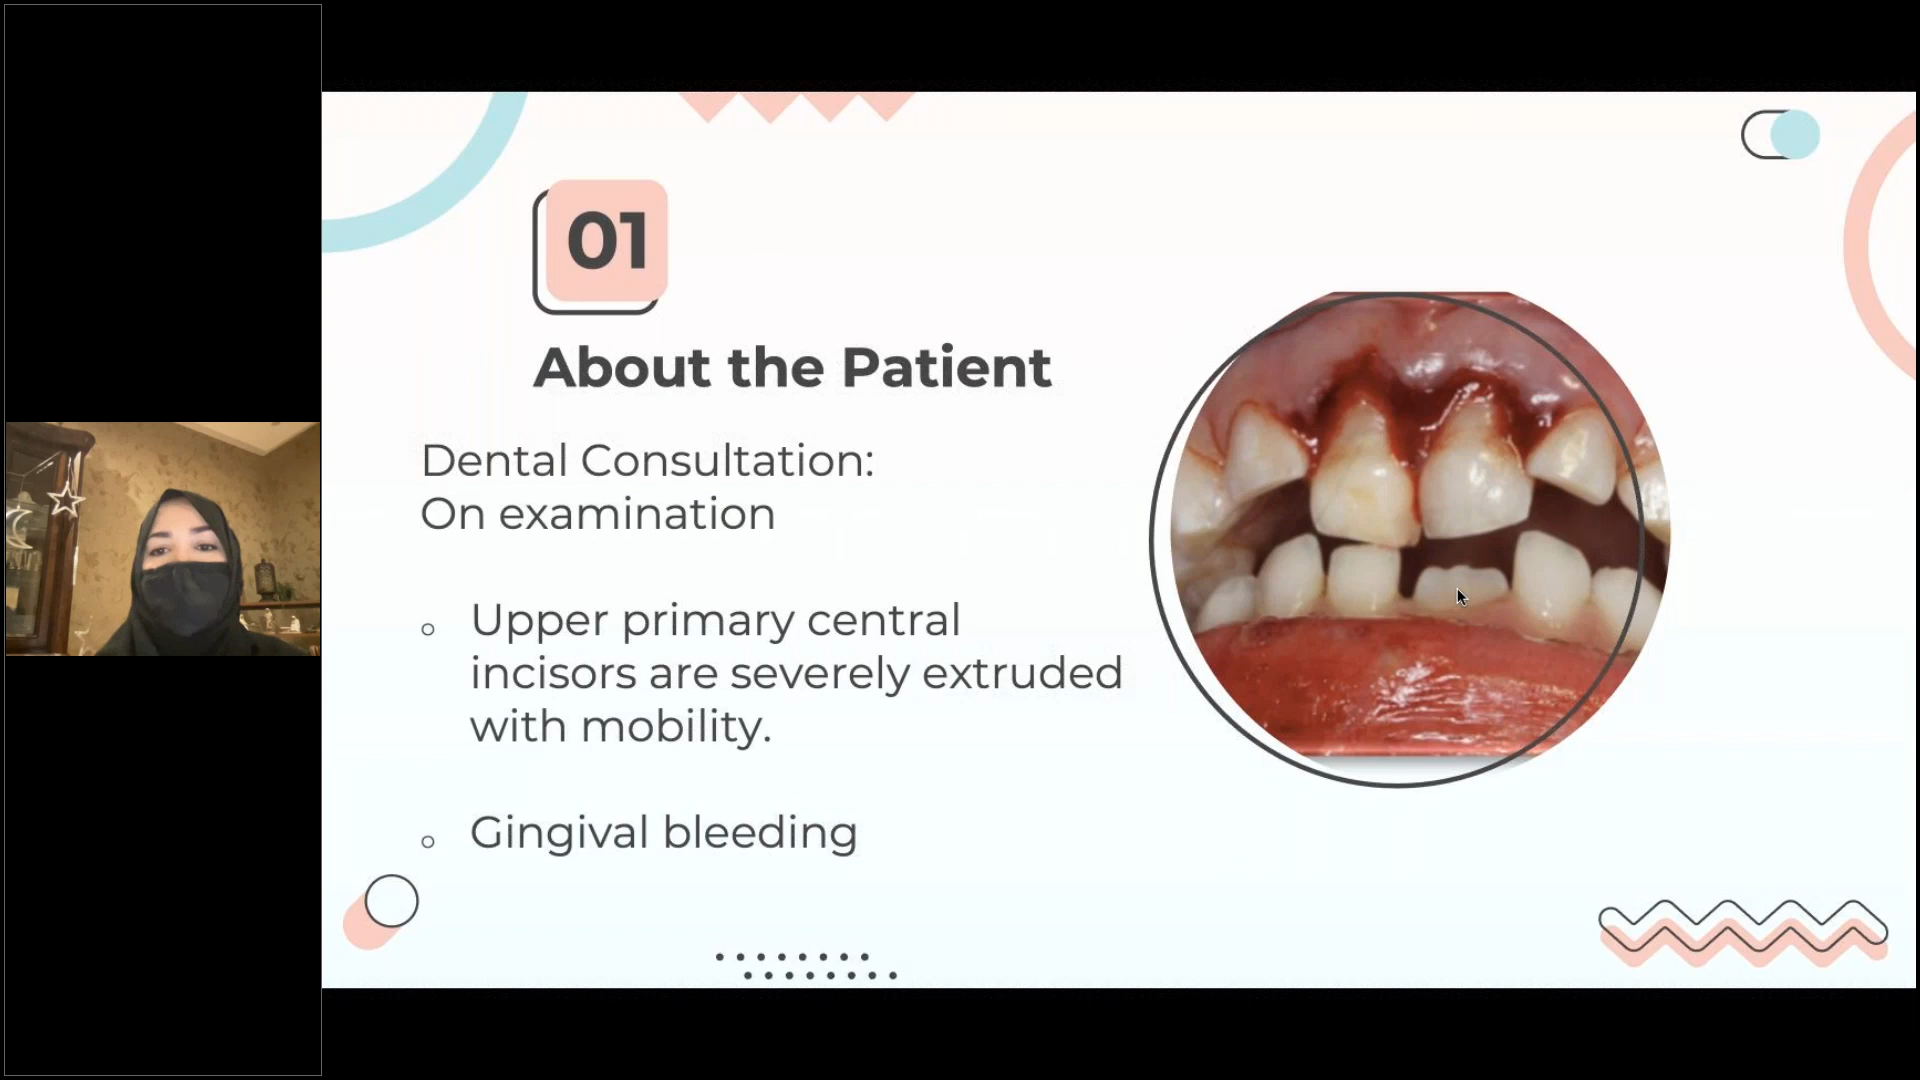 01
About the Patient
Dental Consultation:
On examination
Upper primary central
incisors are severely extruded
with mobility.
Gingival bleeding